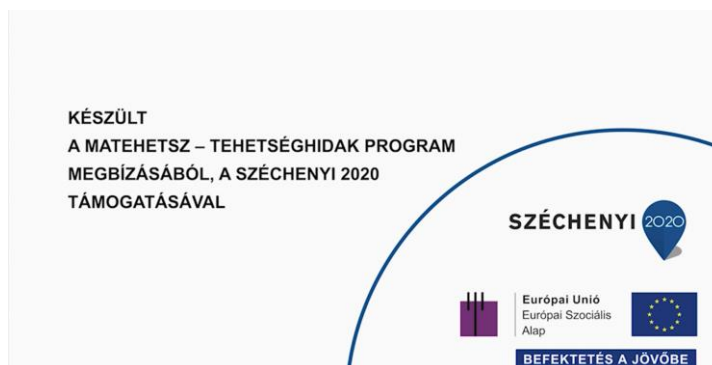 KÉSZÜLT
A MATEHETSZ – TEHETSÉGHIDAK PROGRAM
MEGBÍZÁSÁBÓL, A SZÉCHENYI 2020
TÁMOGATÁSÁVAL
SZÉCHENYI 2020
Európai Unió
Európai Szociális
Alap
BEFEKTETÉS A JÖVŐBE